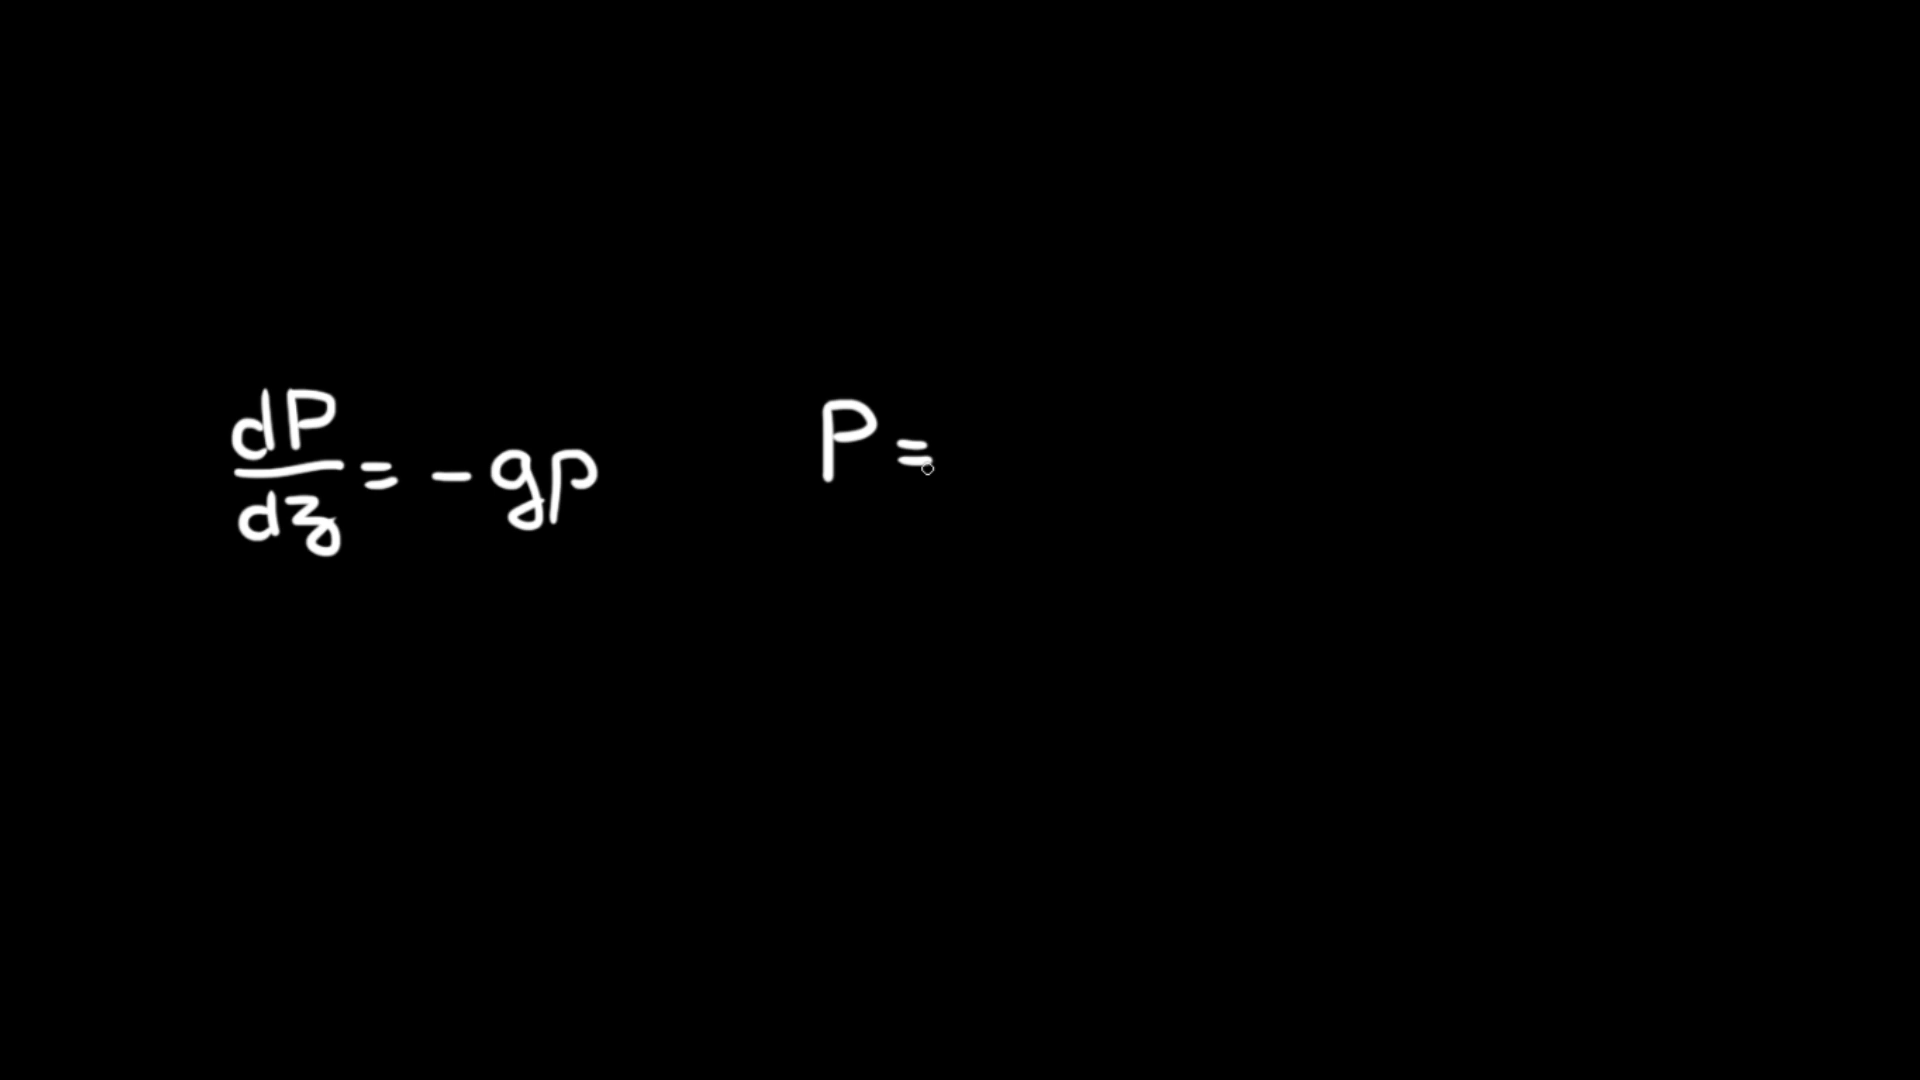 dP/dz = - gρ
P =